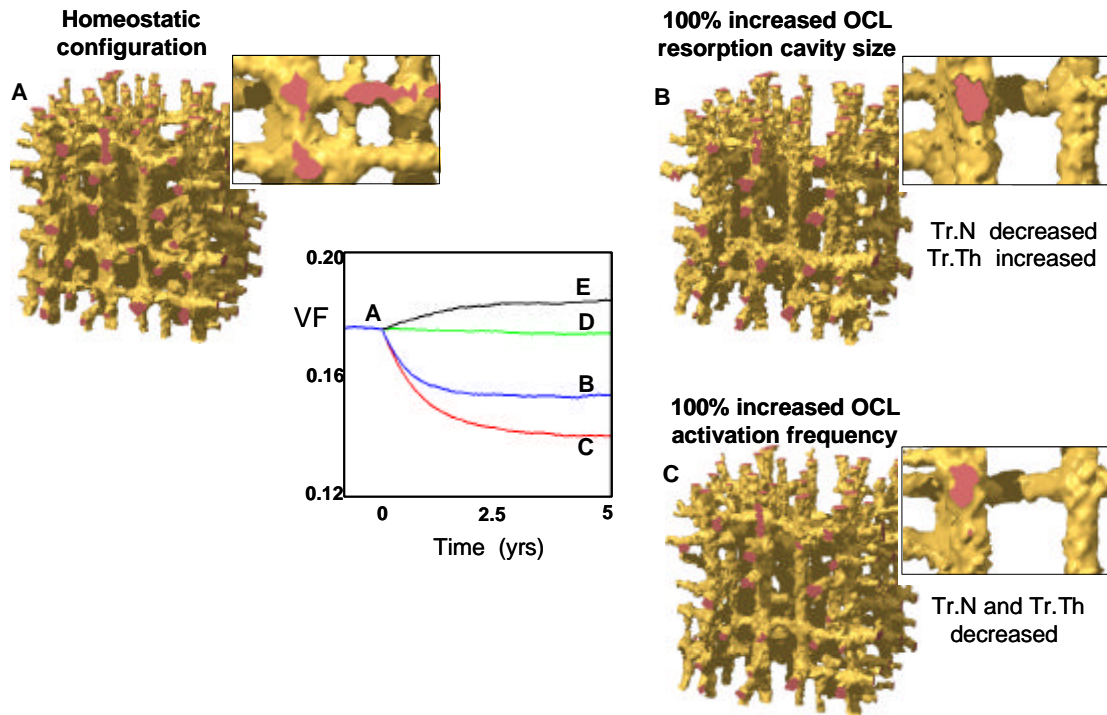 Homeostatic
configuration
A
100% increased OCL
resorption cavity size
B
Tr.N decreased
Tr.Th increased
0.20
VF
0.16
0.12
A
E
D
B
C
0
2.5
5
Time (yrs)
100% increased OCL
activation frequency
C
Tr.N and Tr.Th
decreased